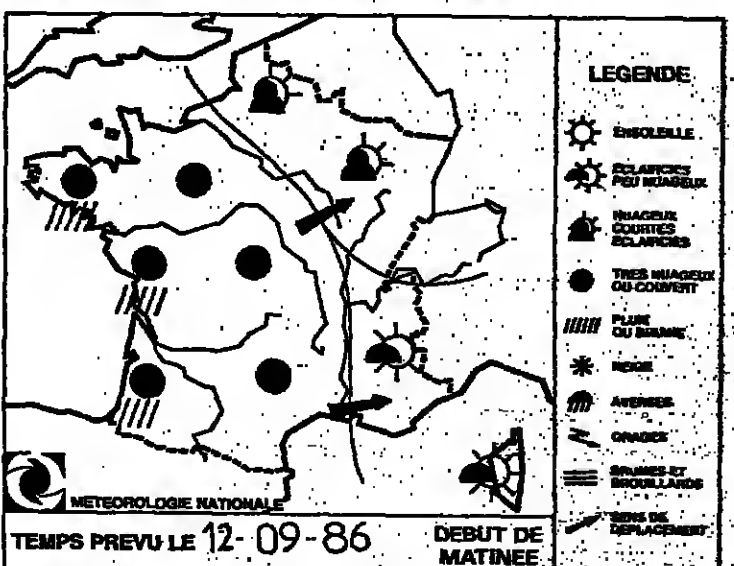 METEOROLOGIE NATIONALE
TEMPS PREVU LE 12-09-86
DEBUT DE
MATINEE
LEGENDE
ENSOLEILLE
ECLAIRCIES
PEU NUAGEUX
NUAGEUX
COURTES
ECLAIRCIES
TRES NUAGEUX
OU COUVERT
PLUIE
OU BRUINE
NEIGE
AVERSES
ORAGES
BRUMES ET
BROUILLARDS
SENS DE
DEPLACEMENT